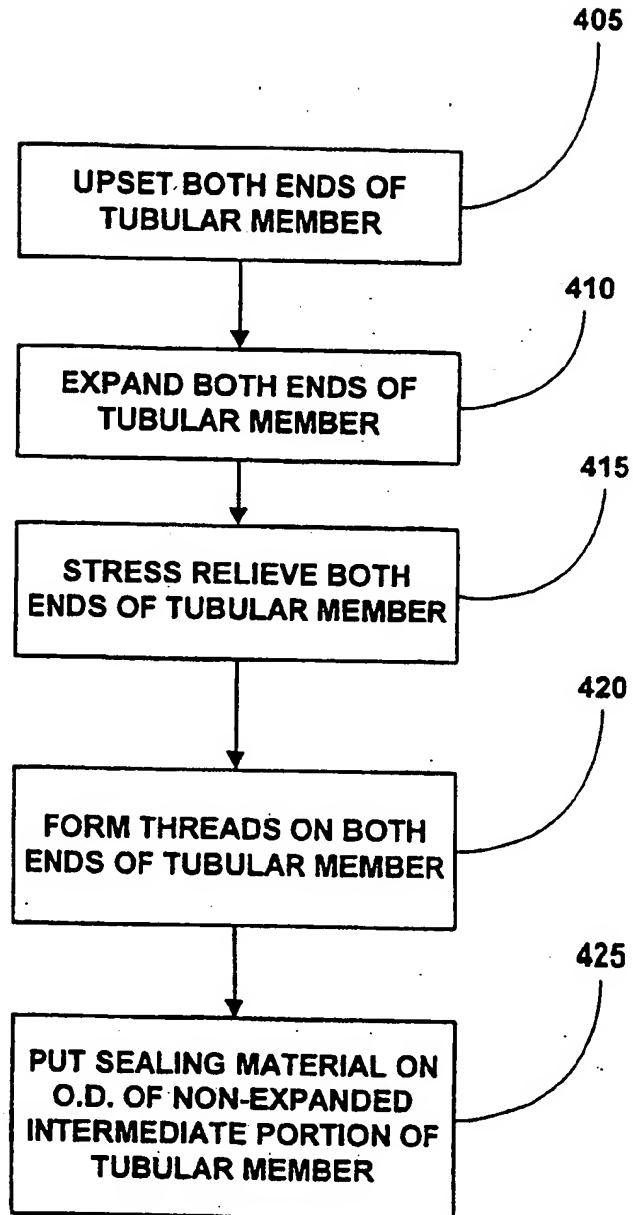 405
UPSET BOTH ENDS OF
TUBULAR MEMBER
410
EXPAND BOTH ENDS OF
TUBULAR MEMBER
415
STRESS RELIEVE BOTH
ENDS OF TUBULAR MEMBER
420
FORM THREADS ON BOTH
ENDS OF TUBULAR MEMBER
425
PUT SEALING MATERIAL ON
O.D. OF NON-EXPANDED
INTERMEDIATE PORTION OF
TUBULAR MEMBER